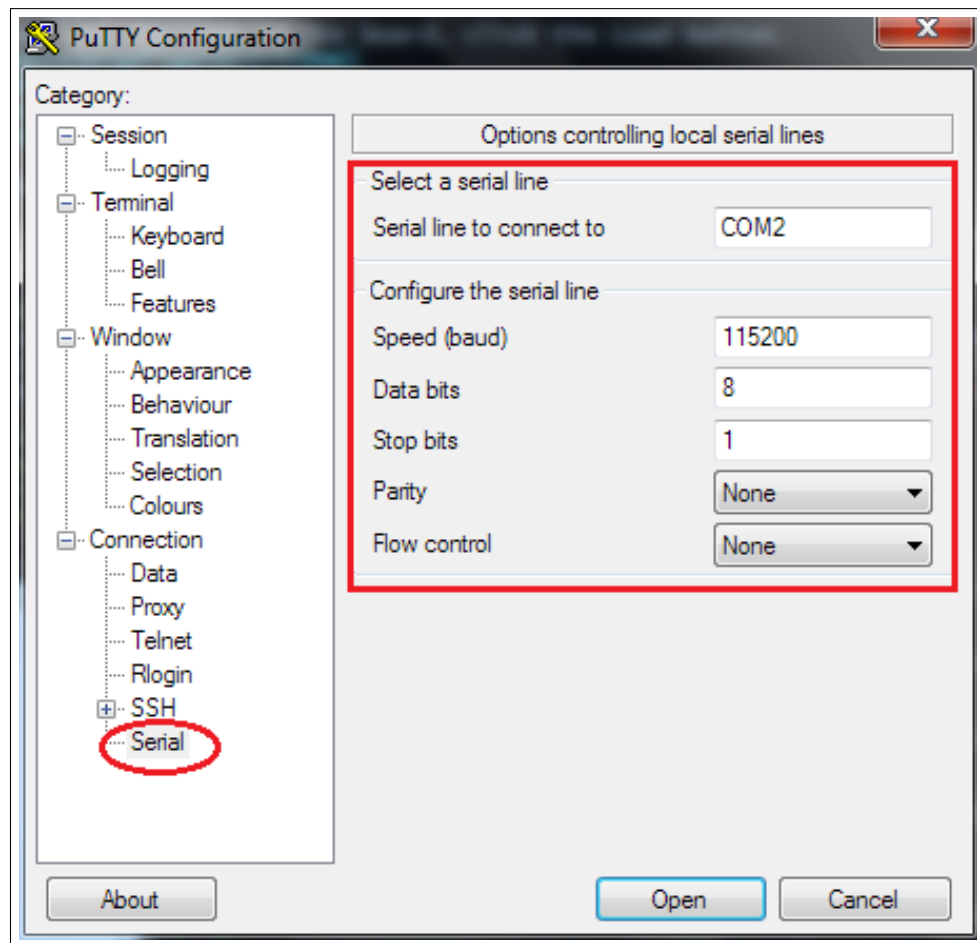 PuTTY Configuration
Category:
Session
Logging
Terminal
Keyboard
Bell
Features
Window
Appearance
Behaviour
Translation
Selection
Colours
Connection
Data
Proxy
Telnet
Rlogin
SSH
Serial
Options controlling local serial lines
Select a serial line
Serial line to connect to COM2
Configure the serial line
Speed (baud) 115200
Data bits 8
Stop bits 1
Parity None
Flow control None
About Open Cancel